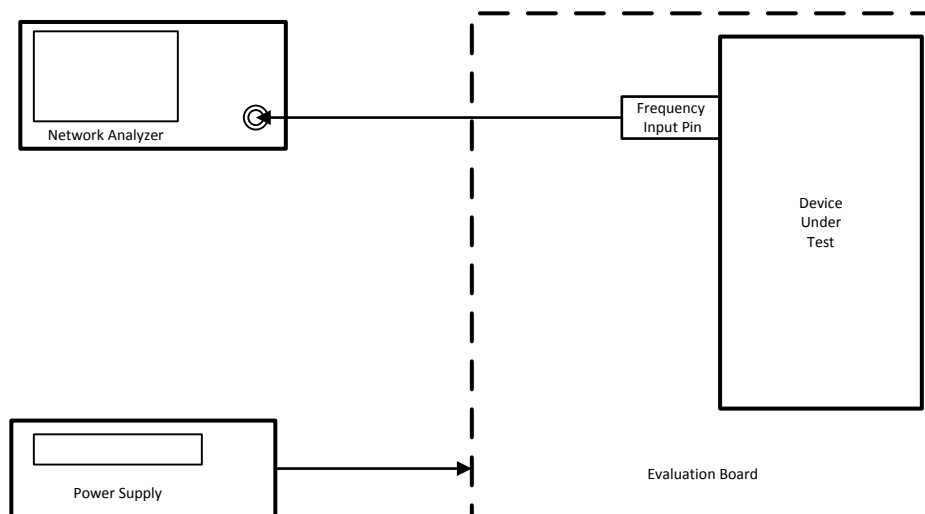 Network Analyzer
Frequency
Input Pin
Device
Under
Test
Power Supply
Evaluation Board